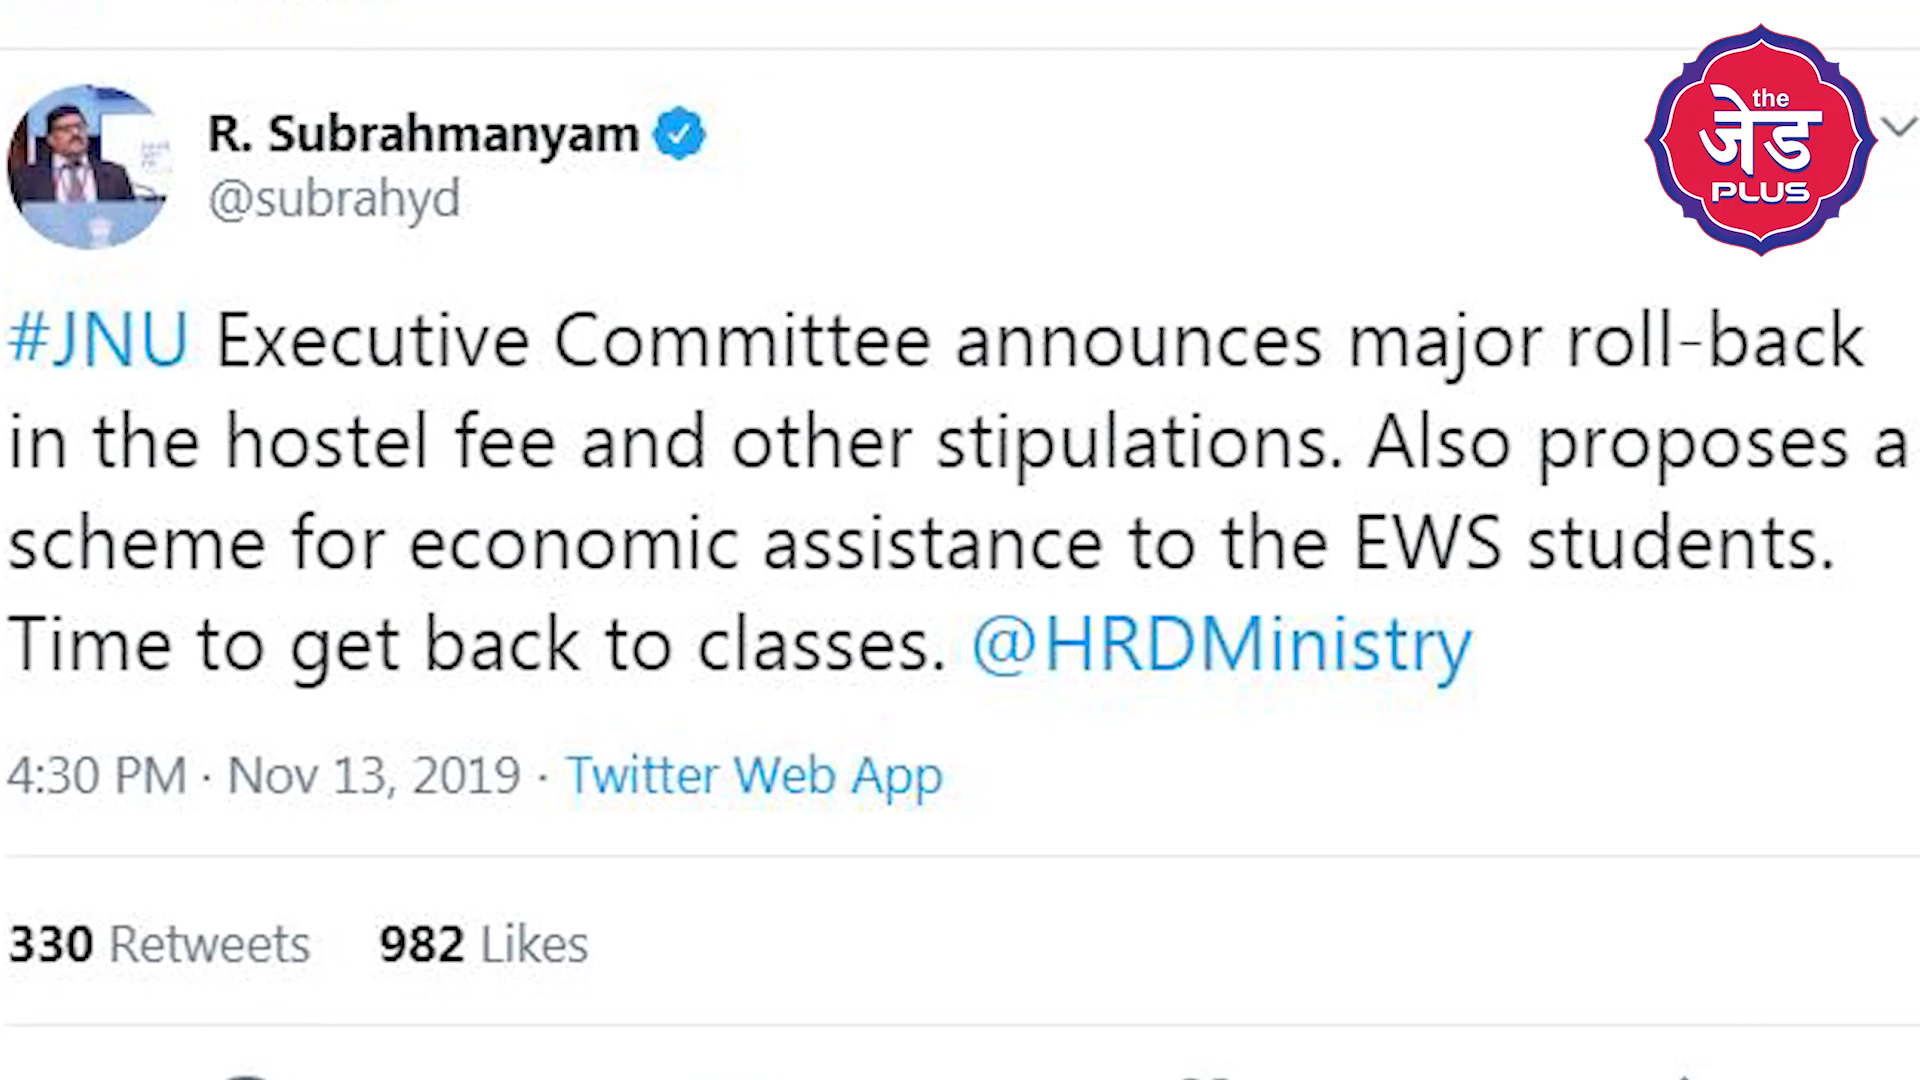 R. Subrahmanyam
@subrahyd
the
जेड
PLUS
#JNU Executive Committee announces major roll-back
in the hostel fee and other stipulations. Also proposes a
scheme for economic assistance to the EWS students.
Time to get back to classes. @HRDMinistry
4:30 PM · Nov 13, 2019 · Twitter Web App
330 Retweets 982 Likes